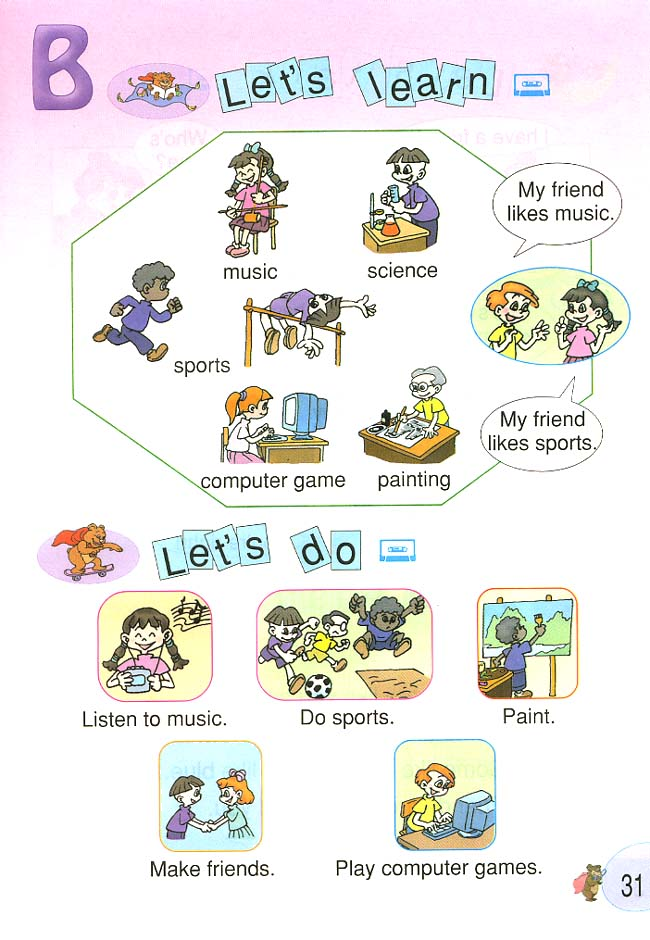 B Let's learn
music
science
My friend
likes music.
sports
My friend
likes sports.
computer game
painting
Let's do
Listen to music.
Do sports.
Paint.
Make friends.
Play computer games.
31